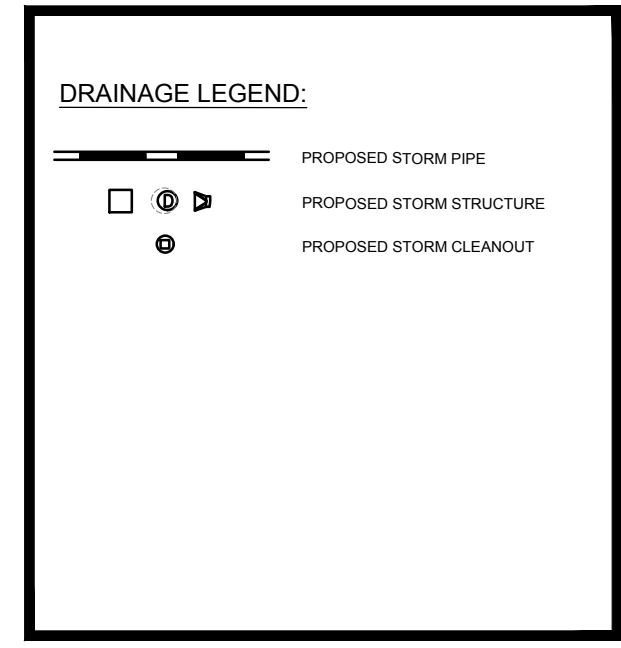 DRAINAGE LEGEND:
PROPOSED STORM PIPE
D PROPOSED STORM STRUCTURE
PROPOSED STORM CLEANOUT